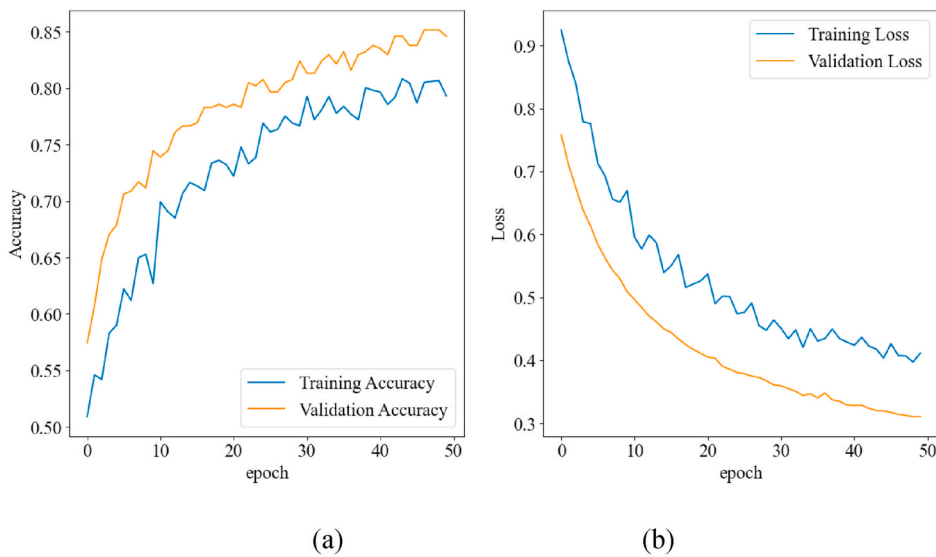 0.85
0.80
0.75
0.70
0.65
0.60
0.55
0.50
Accuracy
Training Accuracy
Validation Accuracy
0 10 20 30 40 50
epoch
(a)
0.9
0.8
0.7
0.6
0.5
0.4
0.3
Loss
Training Loss
Validation Loss
0 10 20 30 40 50
epoch
(b)